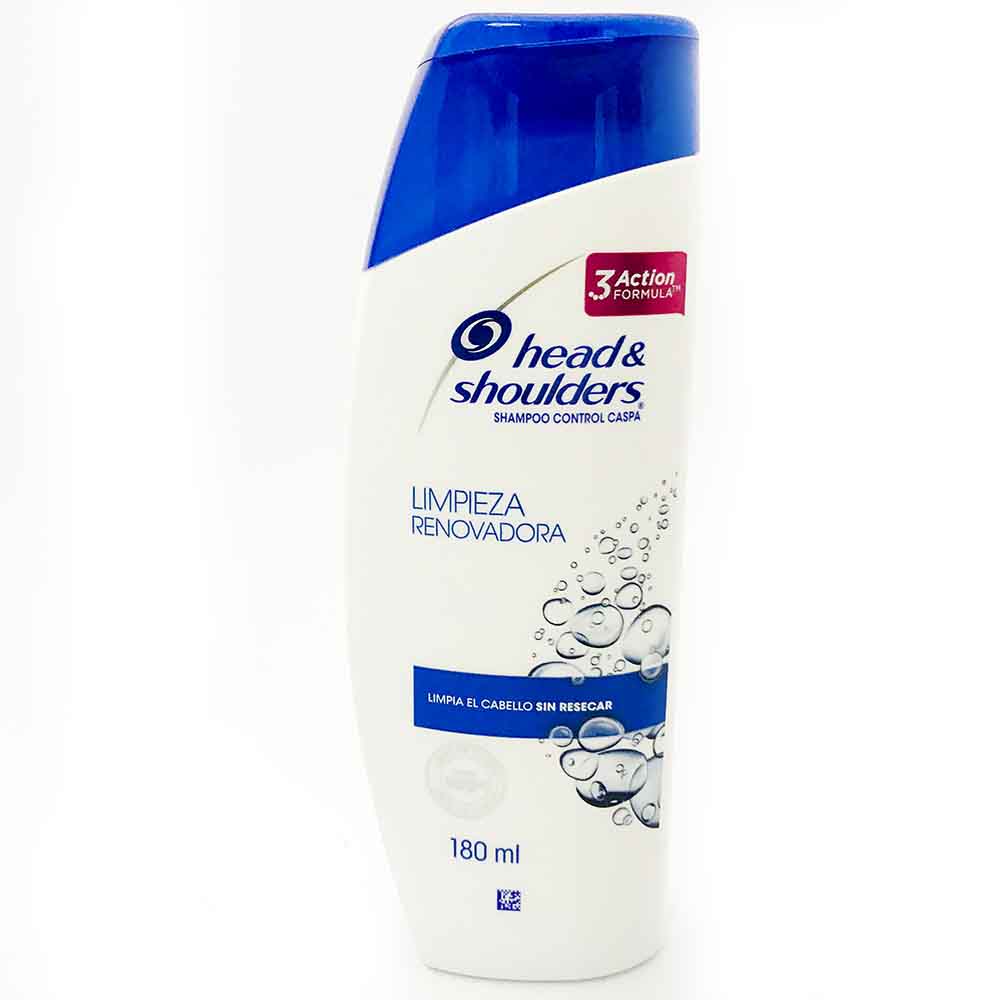 3 Action
FORMULA™
head &
shoulders®
SHAMPOO CONTROL CASPA
LIMPIEZA
RENOVADORA
LIMPIA EL CABELLO SIN RESECAR
180 ml